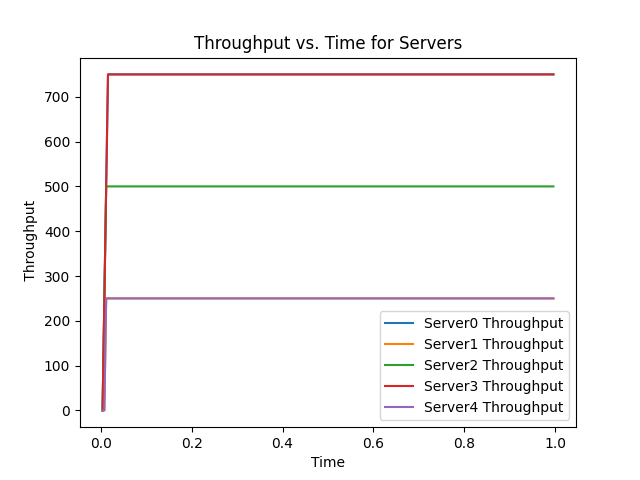 Throughput vs. Time for Servers
Throughput
700
600
500
400
300
200
100
0
0.0 0.2 0.4 0.6 0.8 1.0
Time
Server0 Throughput
Server1 Throughput
Server2 Throughput
Server3 Throughput
Server4 Throughput